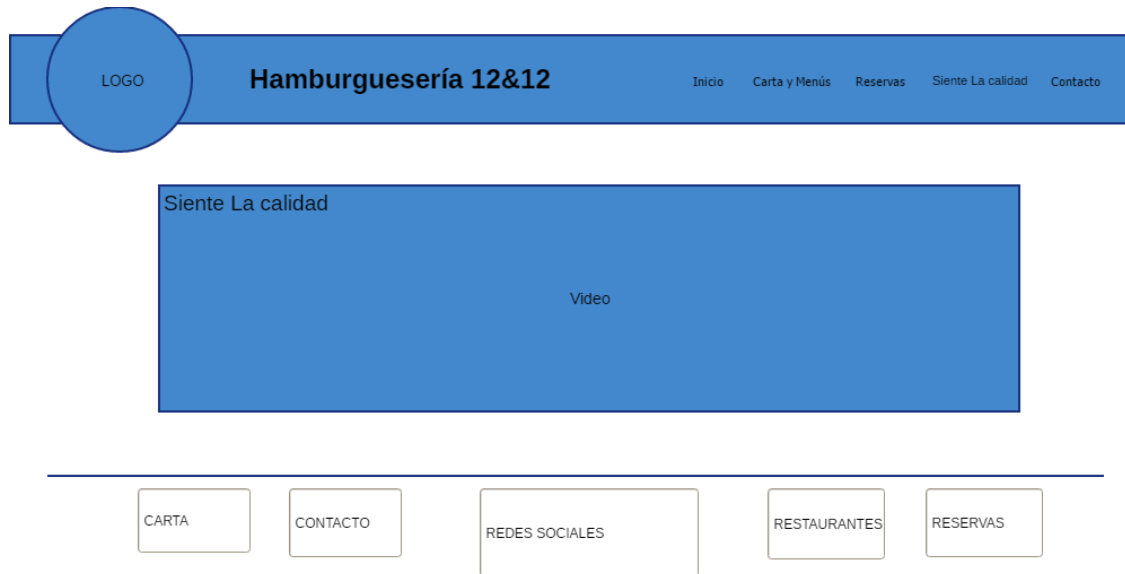 LOGO
Hamburguesería 12&12
Inicio
Carta y Menús
Reservas
Siente La calidad
Contacto
Siente La calidad
Video
CARTA
CONTACTO
REDES SOCIALES
RESTAURANTES
RESERVAS